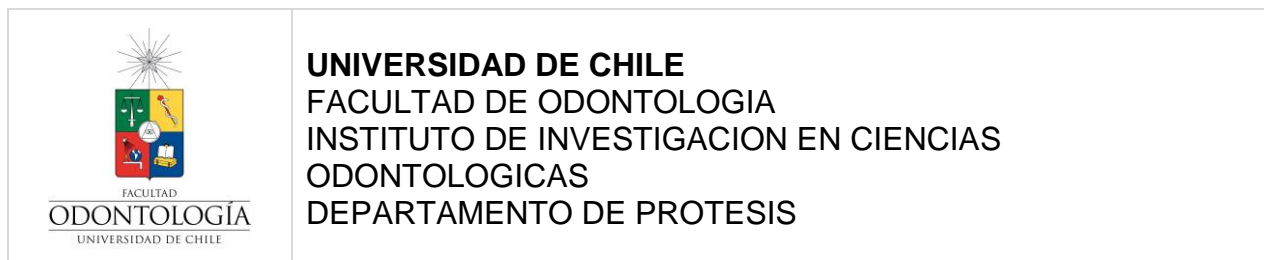 FACULTAD
ODONTOLOGÍA
UNIVERSIDAD DE CHILE
UNIVERSIDAD DE CHILE
FACULTAD DE ODONTOLOGIA
INSTITUTO DE INVESTIGACION EN CIENCIAS
ODONTOLOGICAS
DEPARTAMENTO DE PROTESIS